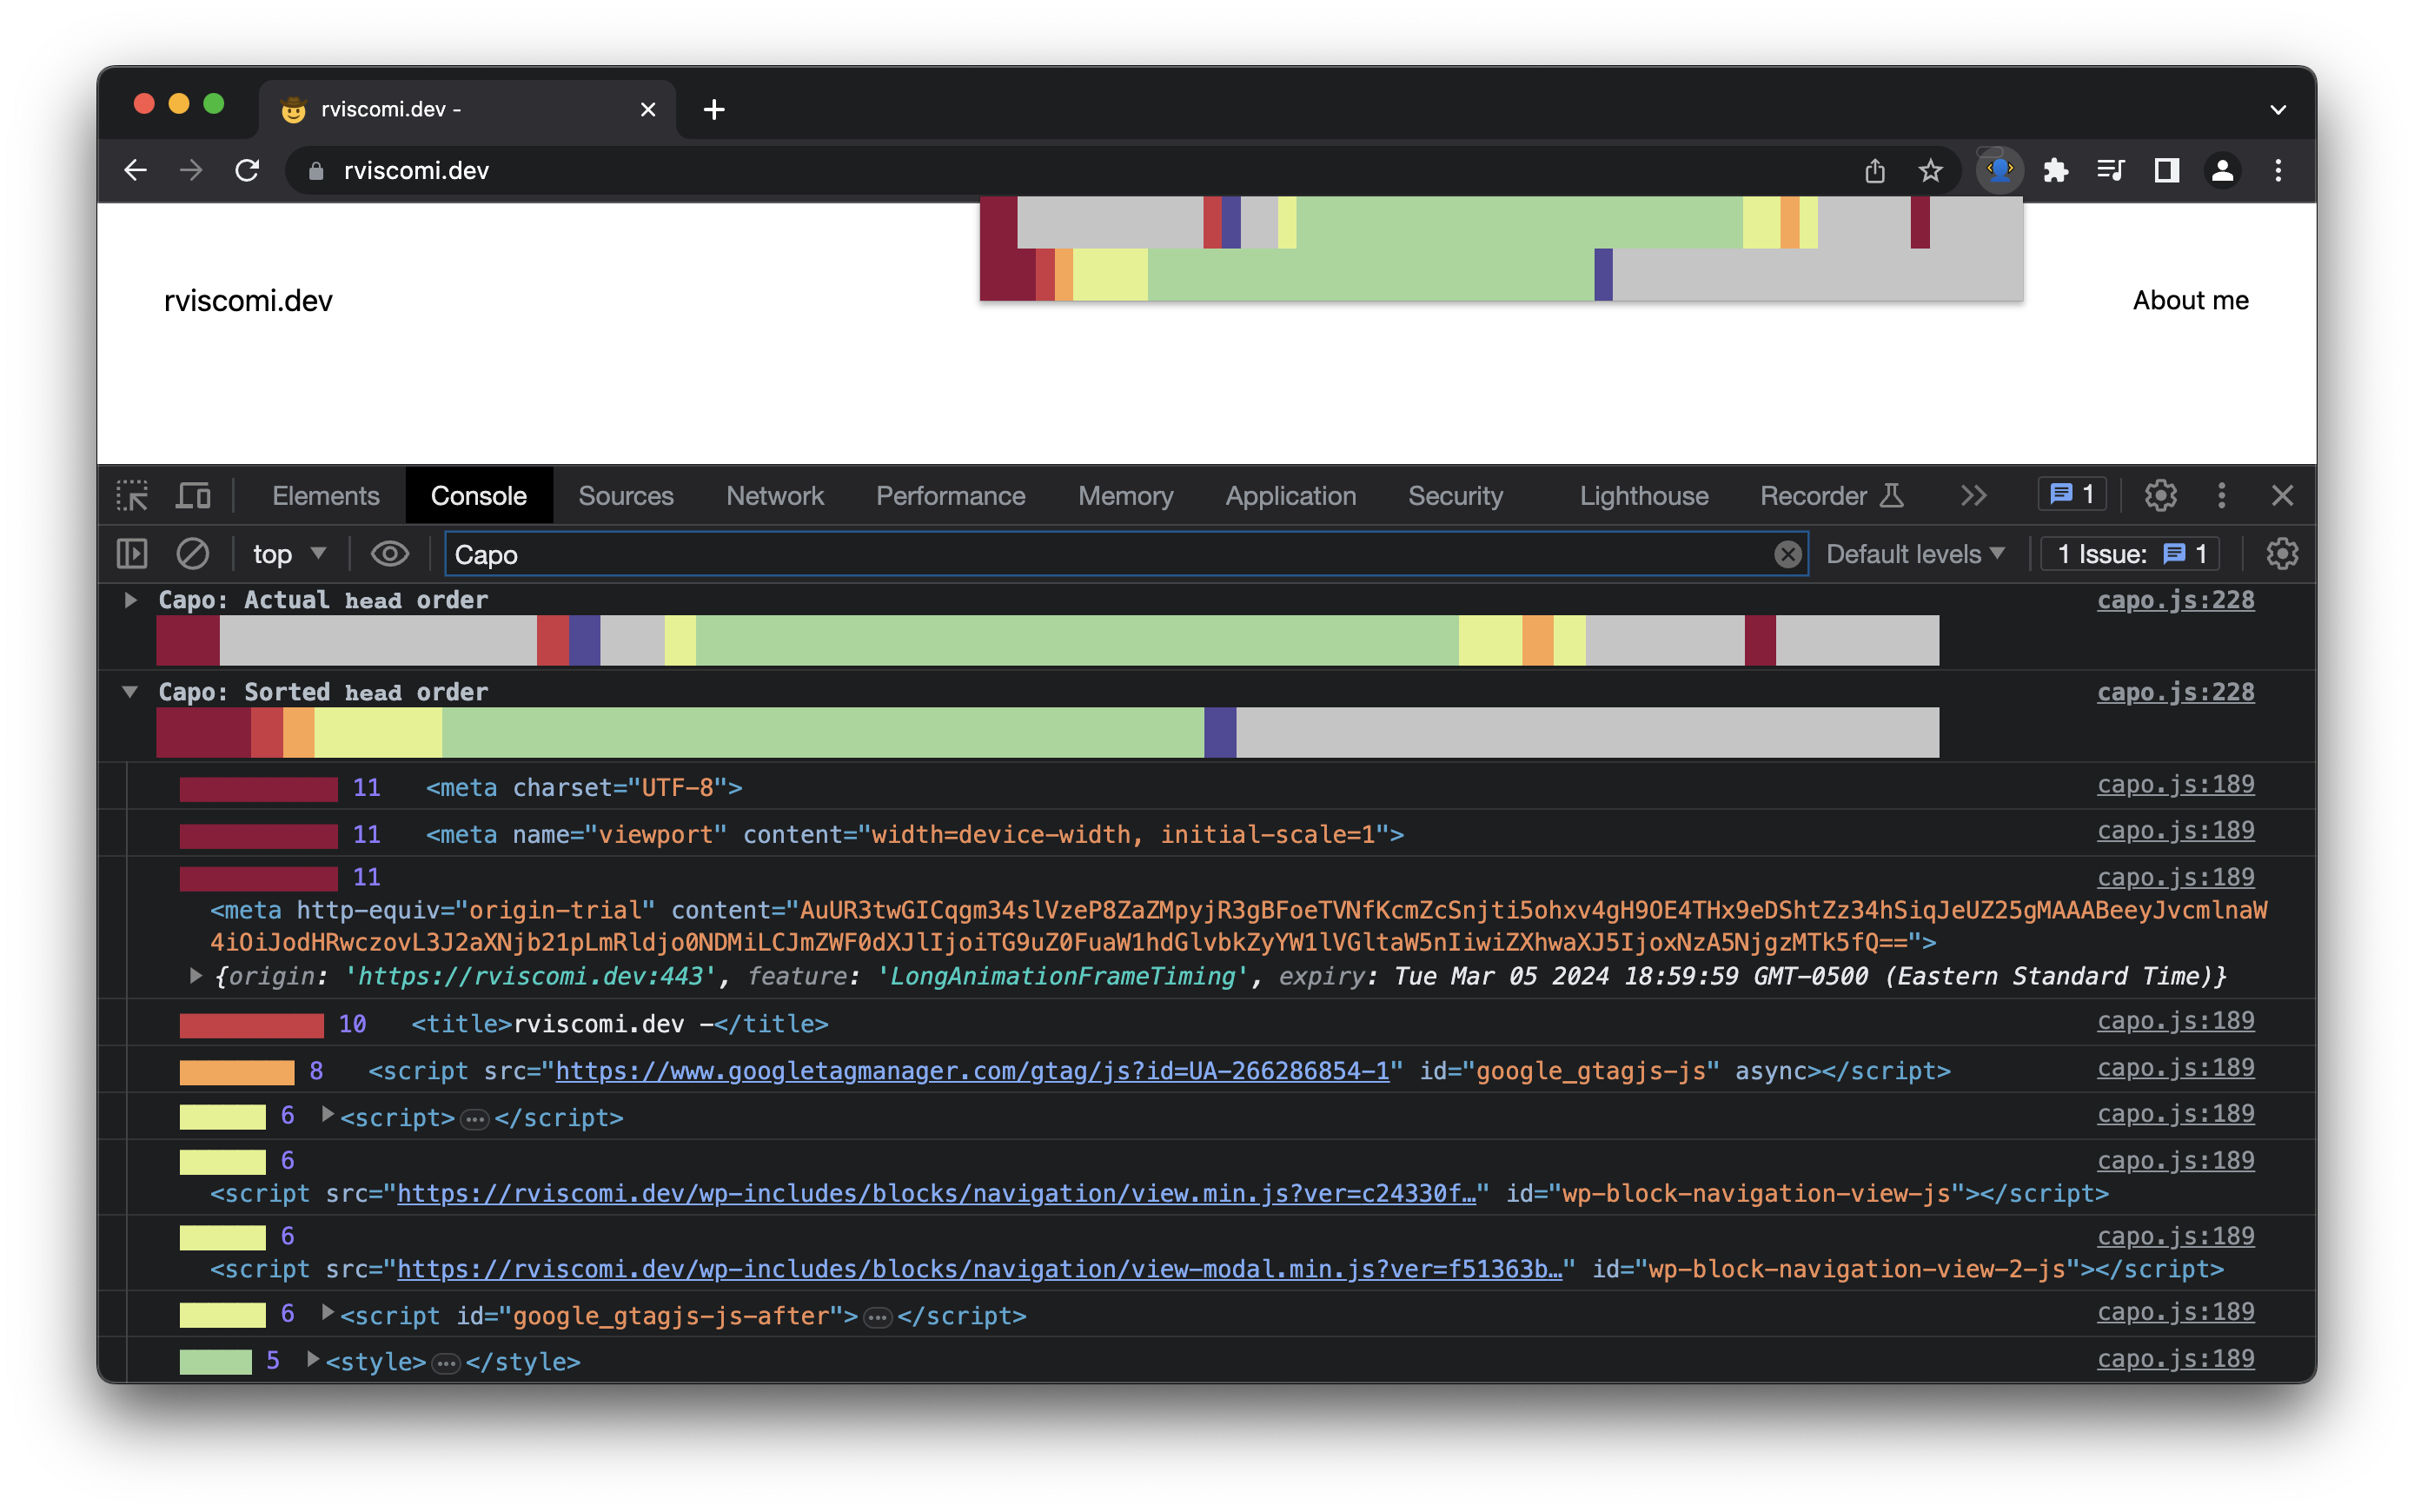 rviscomi.dev -
rviscomi.dev
rviscomi.dev
About me
Elements Console Sources Network Performance Memory Application Security Lighthouse Recorder 1
top Capo Default levels 1 Issue: 1
Capo: Actual head order capo.js:228
Capo: Sorted head order capo.js:228
11 <meta charset="UTF-8"> capo.js:189
11 <meta name="viewport" content="width=device-width, initial-scale=1"> capo.js:189
11 capo.js:189
<meta http-equiv="origin-trial" content="AuUR3twGICqgm34slVzeP8ZaZMpyjR3gBFoeTVNfKcmZcSnjti5ohxv4gH9OE4THx9eDShtZz34hSiqJeUZ25gMAAABeeyJvcmlnaW
4iOiJodHRwczovL3J2aXNjb21pLmRldjo0NDMiLCJmZWF0dXJlIjoiTG9uZ0FuaW1hdGlvbkZyYW1lVGltaW5nIiwiZXhwaXJ5IjoxNzA5NjgzMTk5fQ==">
{origin: 'https://rviscomi.dev:443', feature: 'LongAnimationFrameTiming', expiry: Tue Mar 05 2024 18:59:59 GMT-0500 (Eastern Standard Time)}
10 <title>rviscomi.dev –</title> capo.js:189
8 <script src="https://www.googletagmanager.com/gtag/js?id=UA-266286854-1" id="google_gtagjs-js" async></script> capo.js:189
6 <script>…</script> capo.js:189
6 capo.js:189
<script src="https://rviscomi.dev/wp-includes/blocks/navigation/view.min.js?ver=c24330f…" id="wp-block-navigation-view-js"></script>
6 capo.js:189
<script src="https://rviscomi.dev/wp-includes/blocks/navigation/view-modal.min.js?ver=f51363b…" id="wp-block-navigation-view-2-js"></script>
6 <script id="google_gtagjs-js-after">…</script> capo.js:189
5 <style>…</style> capo.js:189